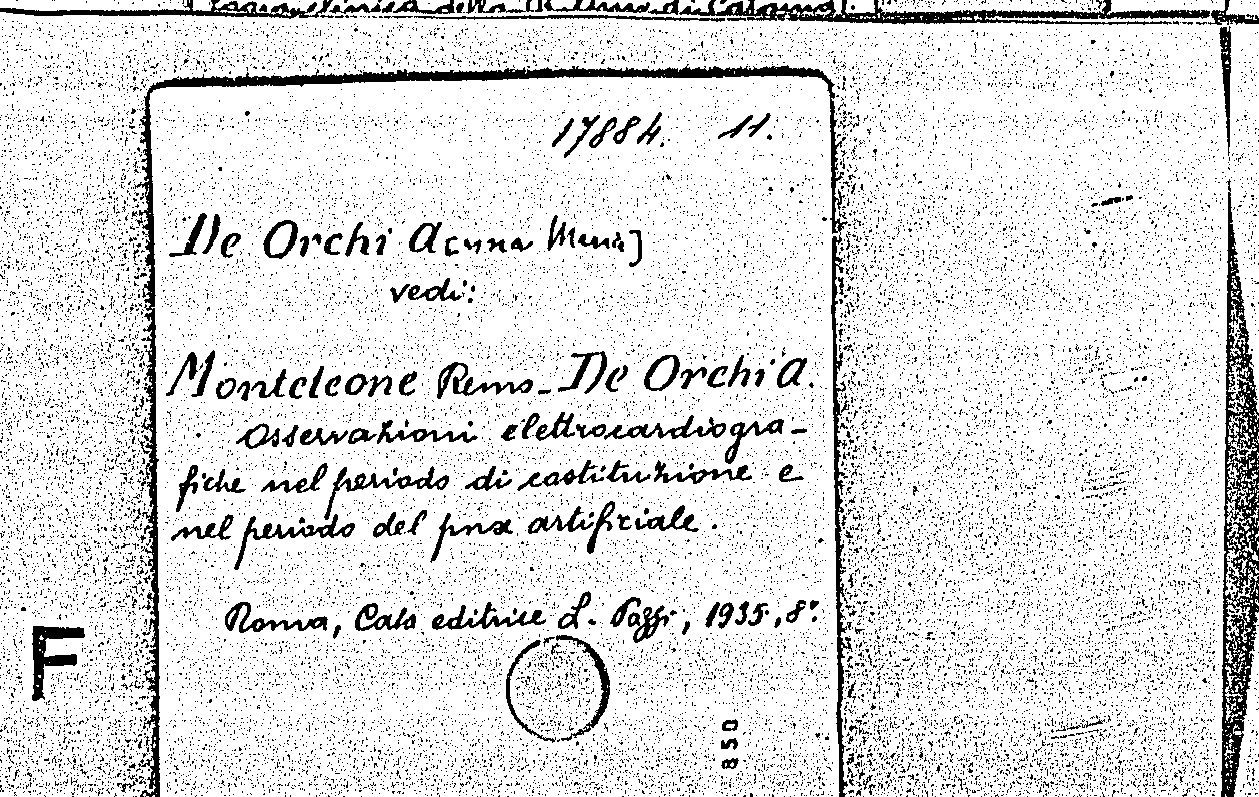 17884. 11.
De Orchi A[nna Maria]
vedi:
Monteleone Remo - De Orchi A.
Osservazioni elettrocardiogra-
fiche nel periodo di costituzione e
nel periodo del pnx artificiale.
Roma, Casa editrice L. Pozzi, 1935, 8°.
F
850